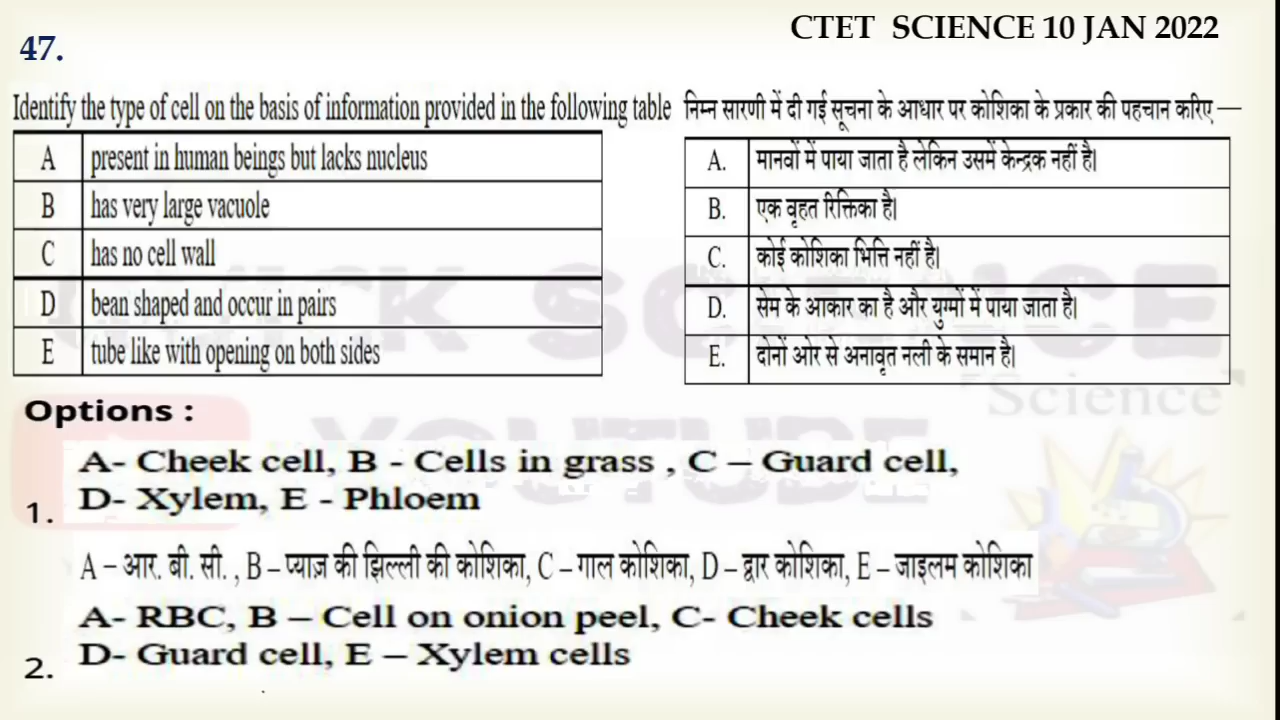 CTET SCIENCE 10 JAN 2022
47.
Identify the type of cell on the basis of information provided in the following table
A present in human beings but lacks nucleus
B has very large vacuole
C has no cell wall
D bean shaped and occur in pairs
E tube like with opening on both sides
निम्न सारणी में दी गई सूचना के आधार पर कोशिका के प्रकार की पहचान करिए —
A. मानवों में पाया जाता है लेकिन उसमें केन्द्रक नहीं है।
B. एक वृहत रिक्तिका है।
C. कोई कोशिका भित्ति नहीं है।
D. सेम के आकार का है और युग्मों में पाया जाता है।
E. दोनों ओर से अनावृत नली के समान है।
QUICK SCIENCE
YOUTUBE
Science
Options :
A- Cheek cell, B - Cells in grass , C – Guard cell,
1. D- Xylem, E - Phloem
A – आर. बी. सी. , B – प्याज़ की झिल्ली की कोशिका, C – गाल कोशिका, D – द्वार कोशिका, E – जाइलम कोशिका
A- RBC, B – Cell on onion peel, C- Cheek cells
2. D- Guard cell, E – Xylem cells